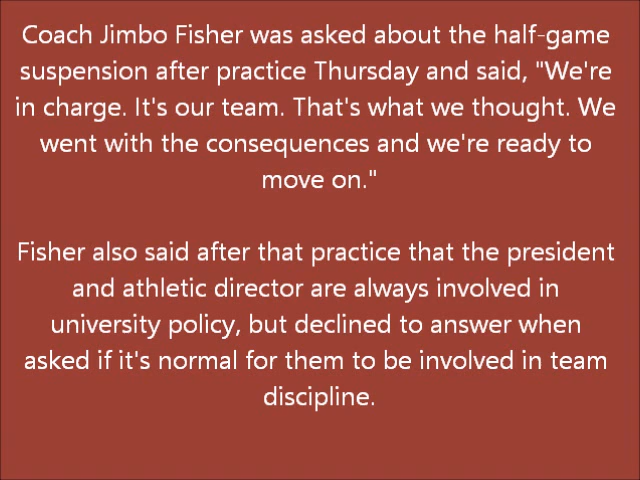 Coach Jimbo Fisher was asked about the half-game
suspension after practice Thursday and said, "We're
in charge. It's our team. That's what we thought. We
went with the consequences and we're ready to
move on."
Fisher also said after that practice that the president
and athletic director are always involved in
university policy, but declined to answer when
asked if it's normal for them to be involved in team
discipline.